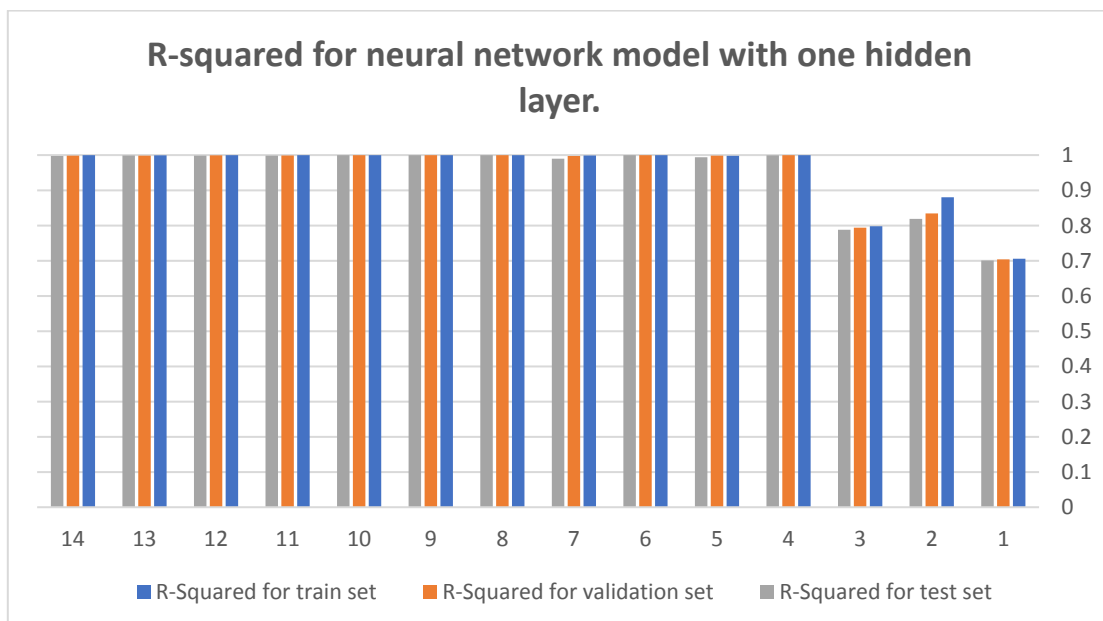 R-squared for neural network model with one hidden
layer.
1
0.9
0.8
0.7
0.6
0.5
0.4
0.3
0.2
0.1
0
14 13 12 11 10 9 8 7 6 5 4 3 2 1
R-Squared for train set R-Squared for validation set R-Squared for test set